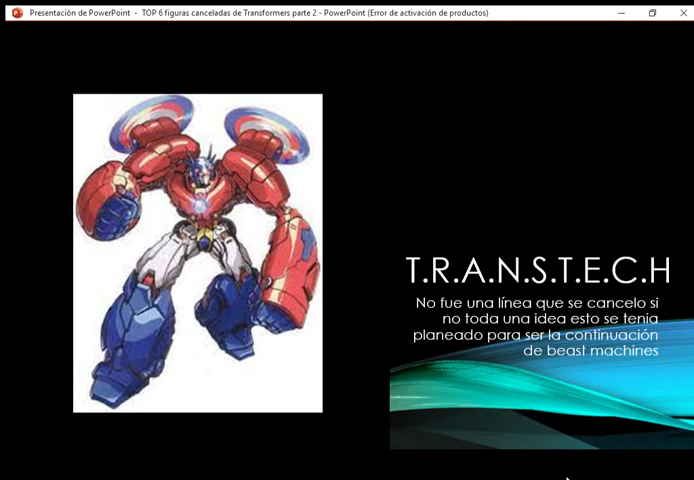 Presentación de PowerPoint - TOP 6 figuras canceladas de Transformers parte 2 - PowerPoint (Error de activación de productos)
T.R.A.N.S.T.E.C.H
No fue una línea que se cancelo si
no toda una idea esto se tenia
planeado para ser la continuación
de beast machines